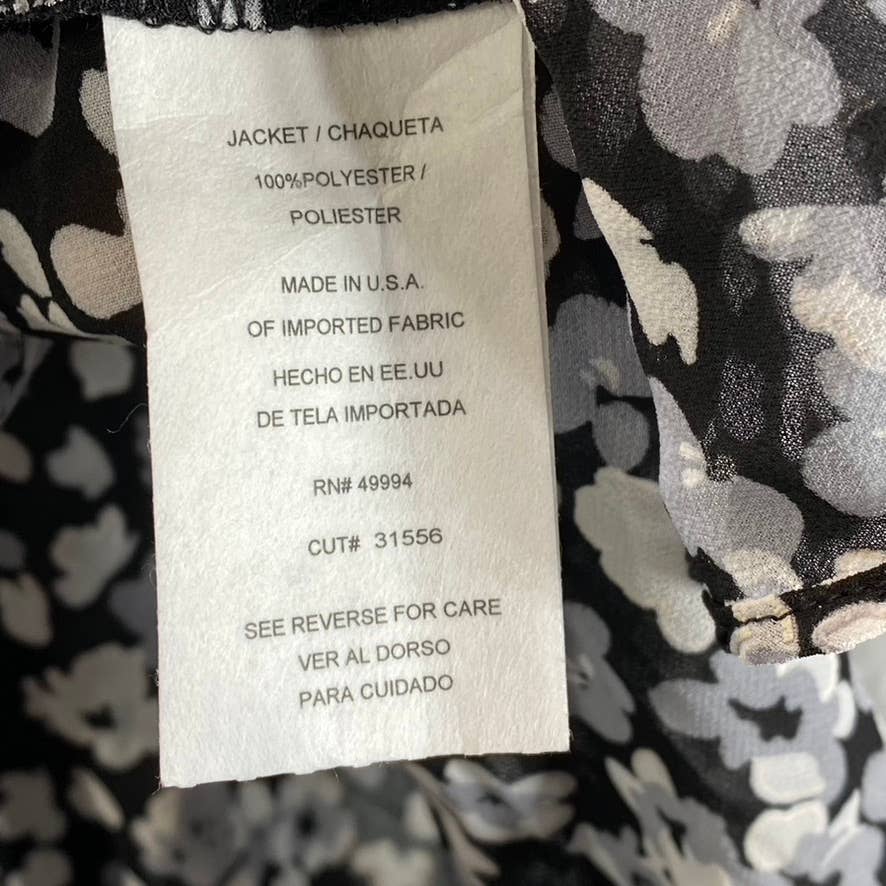 JACKET / CHAQUETA
100%POLYESTER /
POLIESTER
MADE IN U.S.A.
OF IMPORTED FABRIC
HECHO EN EE.UU
DE TELA IMPORTADA
RN# 49994
CUT# 31556
SEE REVERSE FOR CARE
VER AL DORSO
PARA CUIDADO